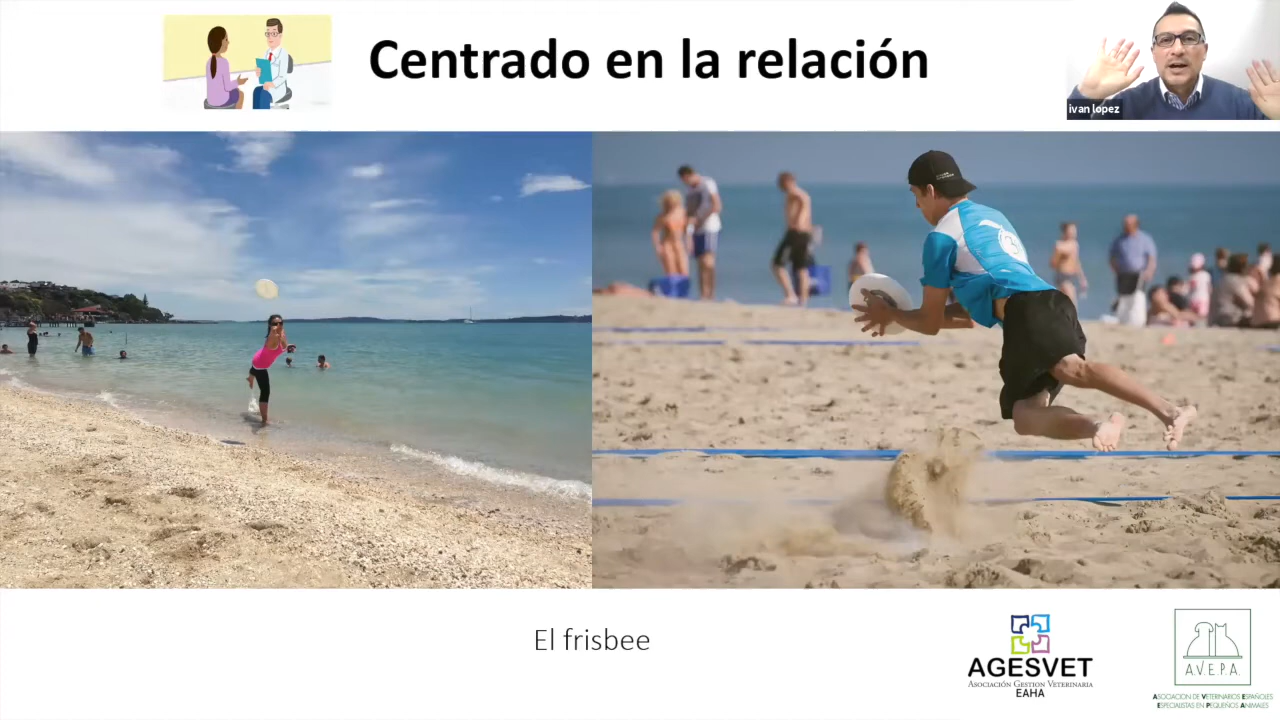 Centrado en la relación
ivan lopez
El frisbee
AGESVET
ASOCIACIÓN GESTIÓN VETERINARIA
EAHA
A.V.E.P.A.
ASOCIACION DE VETERINARIOS ESPAÑOLES
ESPECIALISTAS EN PEQUEÑOS ANIMALES